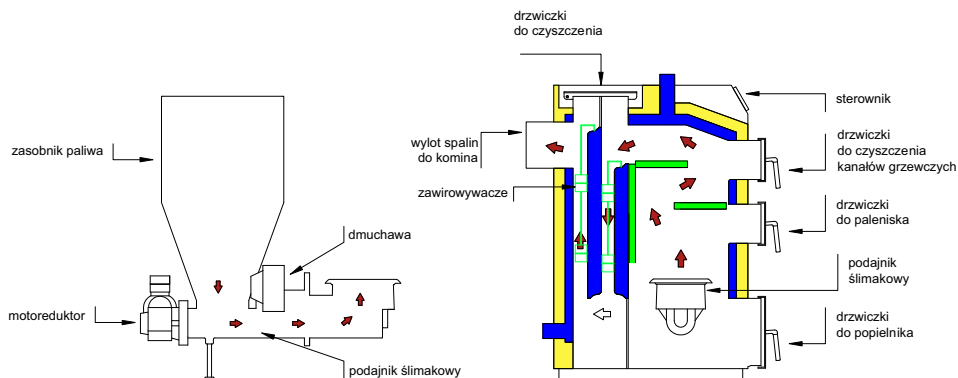 zasobnik paliwa
motoreduktor
dmuchawa
podajnik ślimakowy
drzwiczki
do czyszczenia
wylot spalin
do komina
zawirowywacze
sterownik
drzwiczki
do czyszczenia
kanałów grzewczych
drzwiczki
do paleniska
podajnik
ślimakowy
drzwiczki
do popielnika